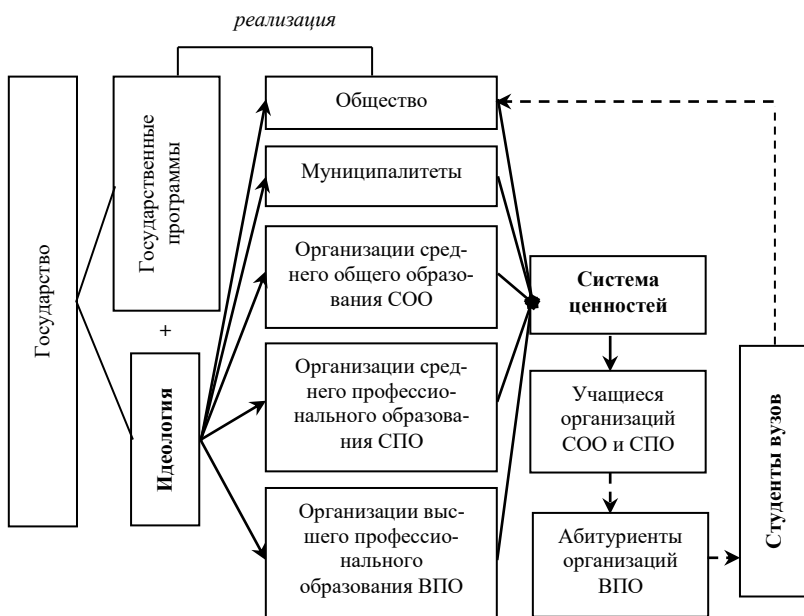 реализация
Государство
Государственные
программы
+
Идеология
Общество
Муниципалитеты
Организации сред-
него общего образо-
вания СОО
Организации сред-
него профессио-
нального образова-
ния СПО
Организации выс-
шего профессио-
нального
образования ВПО
Система
ценностей
Учащиеся
организаций
СОО и СПО
Абитуриенты
организаций
ВПО
Студенты вузов